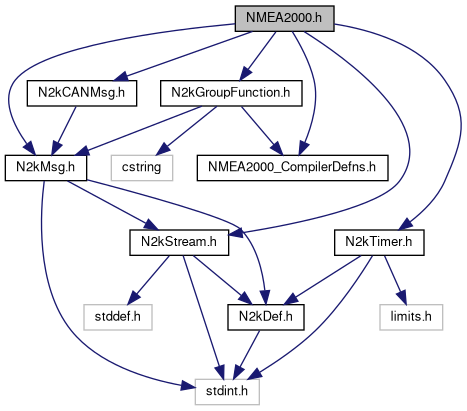 NMEA2000.h
N2kCANMsg.h
N2kGroupFunction.h
N2kMsg.h
cstring
NMEA2000_CompilerDefns.h
N2kStream.h
N2kTimer.h
stddef.h
N2kDef.h
limits.h
stdint.h